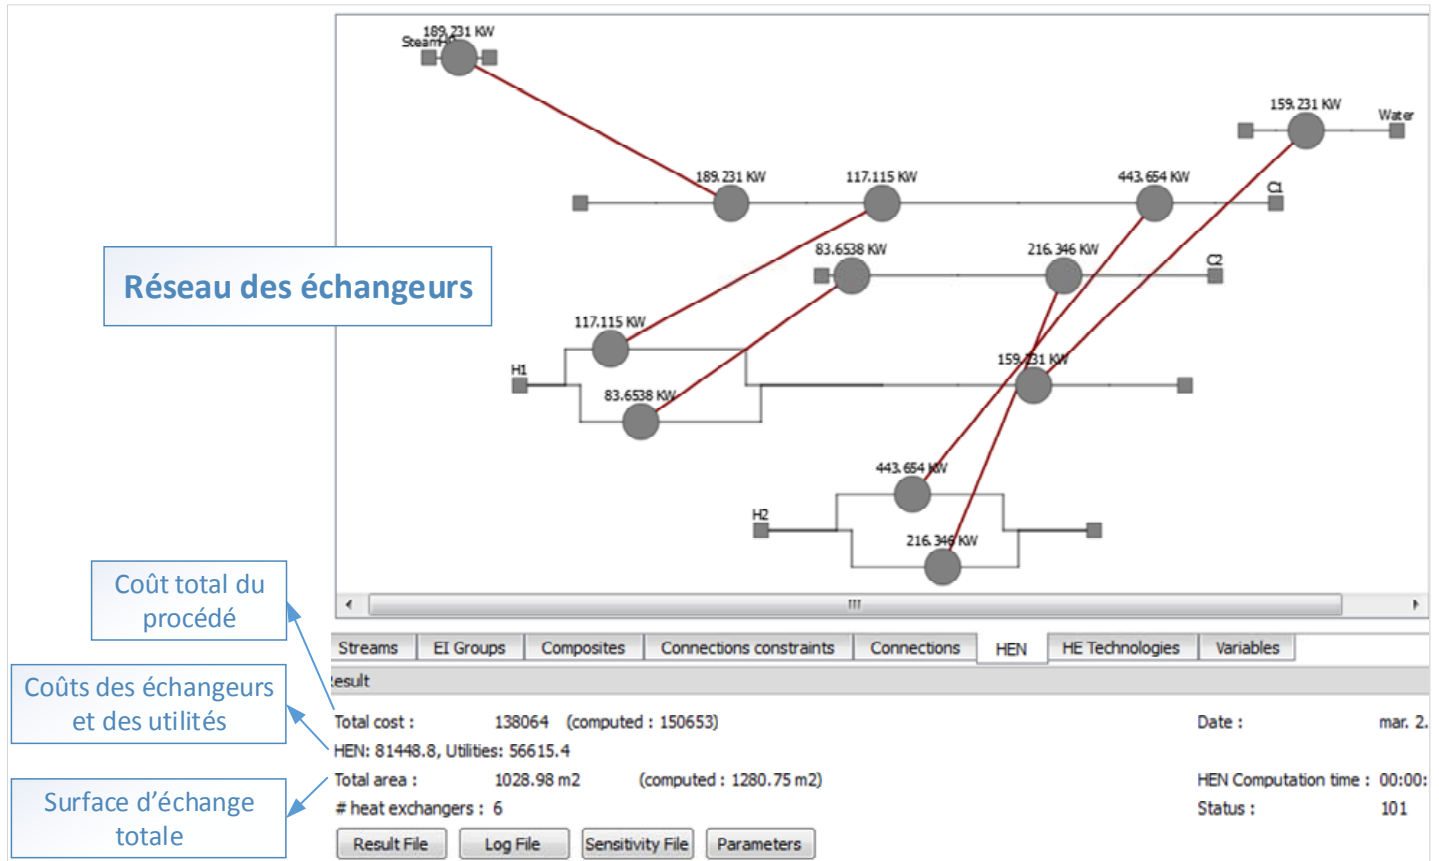 189.231 KW
Steam
159.231 KW
Water
189.231 KW
117.115 KW
443.654 KW
C1
83.6538 KW
216.346 KW
C2
Réseau des échangeurs
117.115 KW
159.231 KW
H1
83.6538 KW
443.654 KW
H2
216.346 KW
Coût total du
procédé
Streams EI Groups Composites Connections constraints Connections HEN HE Technologies Variables
Result
Coûts des échangeurs
et des utilités
Total cost : 138064 (computed : 150653) Date : mar. 2.
HEN: 81448.8, Utilities: 56615.4
Total area : 1028.98 m2 (computed : 1280.75 m2) HEN Computation time : 00:00:
# heat exchangers : 6 Status : 101
Surface d'échange
totale
Result File Log File Sensitivity File Parameters